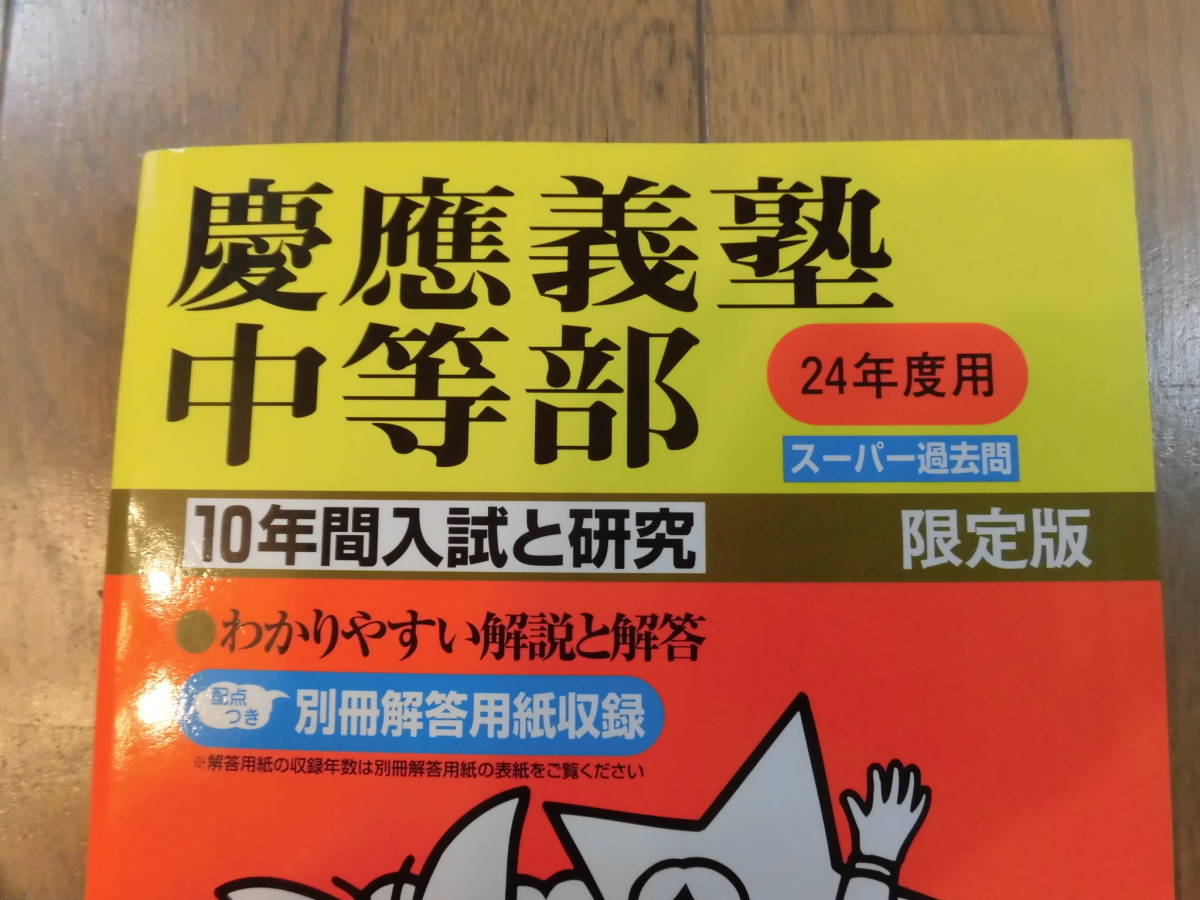 慶應義塾
中等部
24年度用
スーパー過去問
10年間入試と研究
限定版
●わかりやすい解説と解答
配点
つき
別冊解答用紙収録
※解答用紙の収録年数は別冊解答用紙の表紙をご覧ください